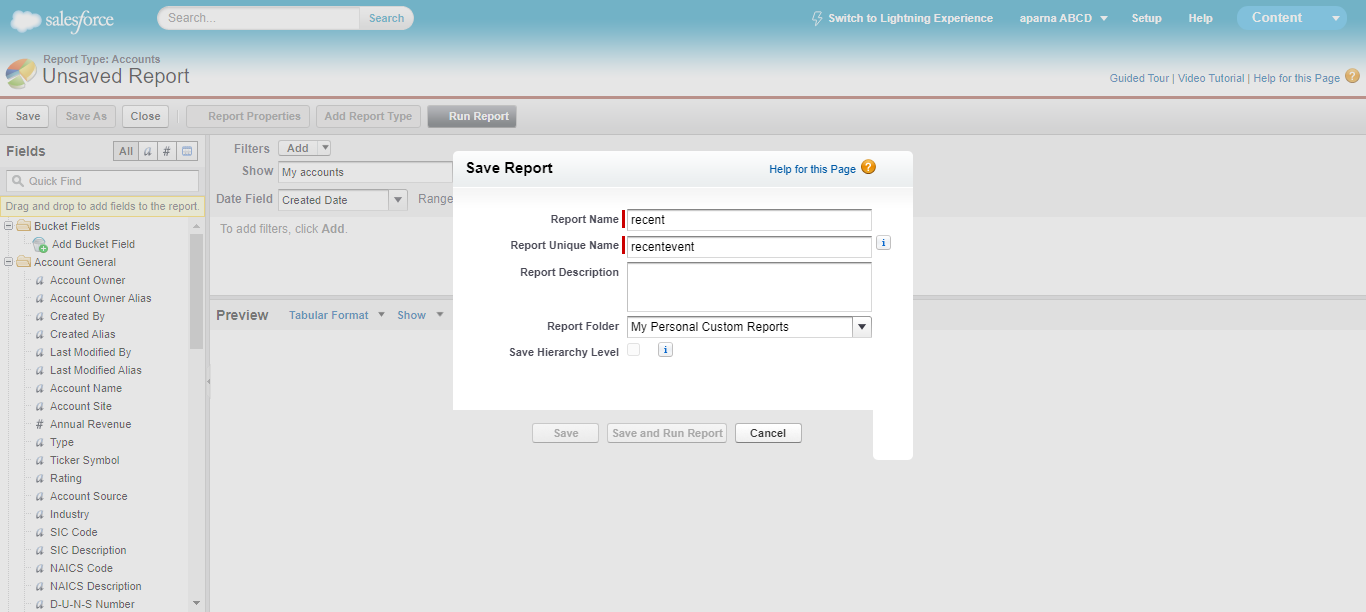 salesforce
Search...
Search
Switch to Lightning Experience
aparna ABCD
Setup
Help
Content
Report Type: Accounts
Unsaved Report
Guided Tour | Video Tutorial | Help for this Page ?
Save
Save As
Close
Report Properties
Add Report Type
Run Report
Fields
All
a
#
Quick Find
Drag and drop to add fields to the report.
Bucket Fields
Add Bucket Field
Account General
a Account Owner
a Account Owner Alias
a Created By
a Created Alias
a Last Modified By
a Last Modified Alias
a Account Name
a Account Site
# Annual Revenue
a Type
a Ticker Symbol
a Rating
a Account Source
a Industry
a SIC Code
a SIC Description
a NAICS Code
a NAICS Description
a D-U-N-S Number
Filters
Add
Show
My accounts
Date Field
Created Date
Range
To add filters, click Add.
Preview
Tabular Format
Show
Save Report
Help for this Page ?
Report Name
recent
Report Unique Name
recentevent
i
Report Description
Report Folder
My Personal Custom Reports
Save Hierarchy Level
i
Save
Save and Run Report
Cancel